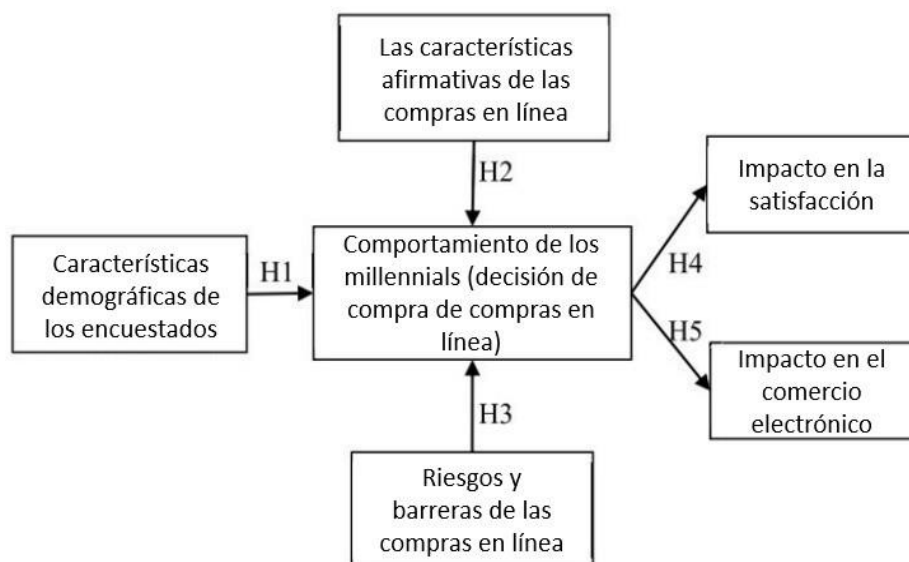 Las características
afirmativas de las
compras en línea
H2
Impacto en la
satisfacción
Características
demográficas de
los encuestados
H1
Comportamiento de los
millennials (decisión de
compra de compras en
línea)
H4
H5
Impacto en el
comercio
electrónico
H3
Riesgos y
barreras de las
compras en línea